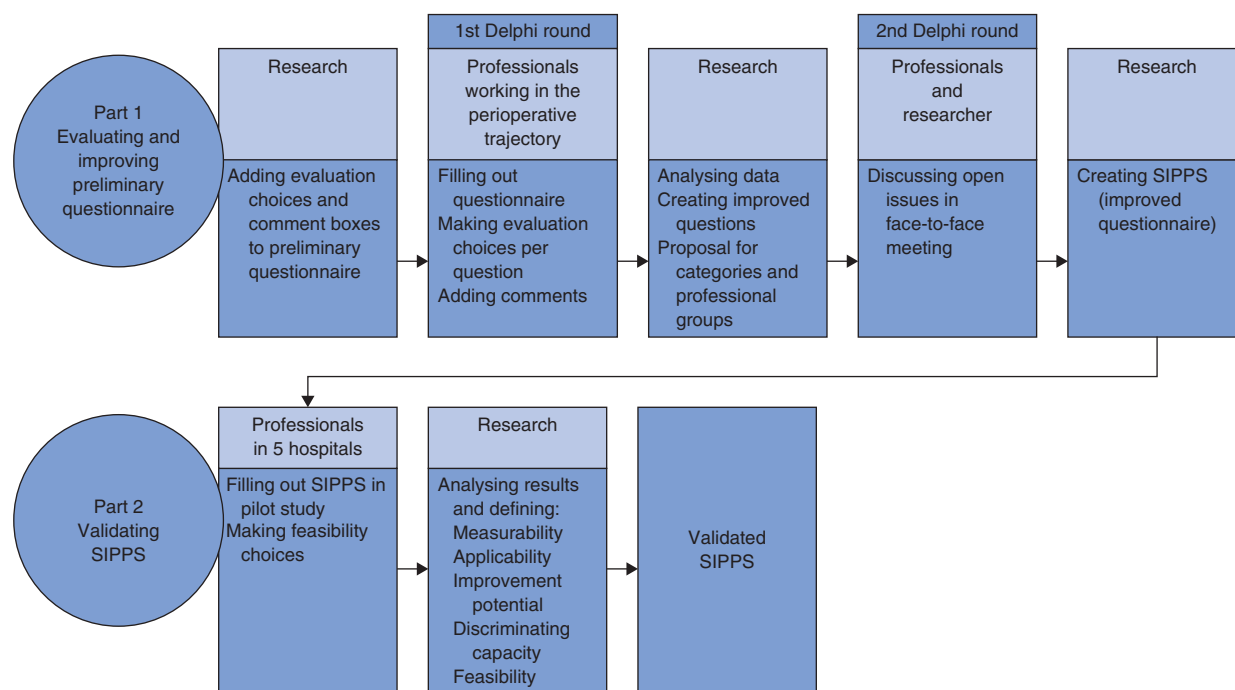 Part 1
Evaluating and
improving
preliminary
questionnaire
Research
Adding evaluation
choices and
comment boxes
to preliminary
questionnaire
1st Delphi round
Professionals
working in the
perioperative
trajectory
Filling out
questionnaire
Making evaluation
choices per
question
Adding comments
Research
Analysing data
Creating improved
questions
Proposal for
categories and
professional
groups
2nd Delphi round
Professionals
and
researcher
Discussing open
issues in
face-to-face
meeting
Research
Creating SIPPS
(improved
questionnaire)
Part 2
Validating
SIPPS
Professionals
in 5 hospitals
Filling out SIPPS in
pilot study
Making feasibility
choices
Research
Analysing results
and defining:
Measurability
Applicability
Improvement
potential
Discriminating
capacity
Feasibility
Validated
SIPPS